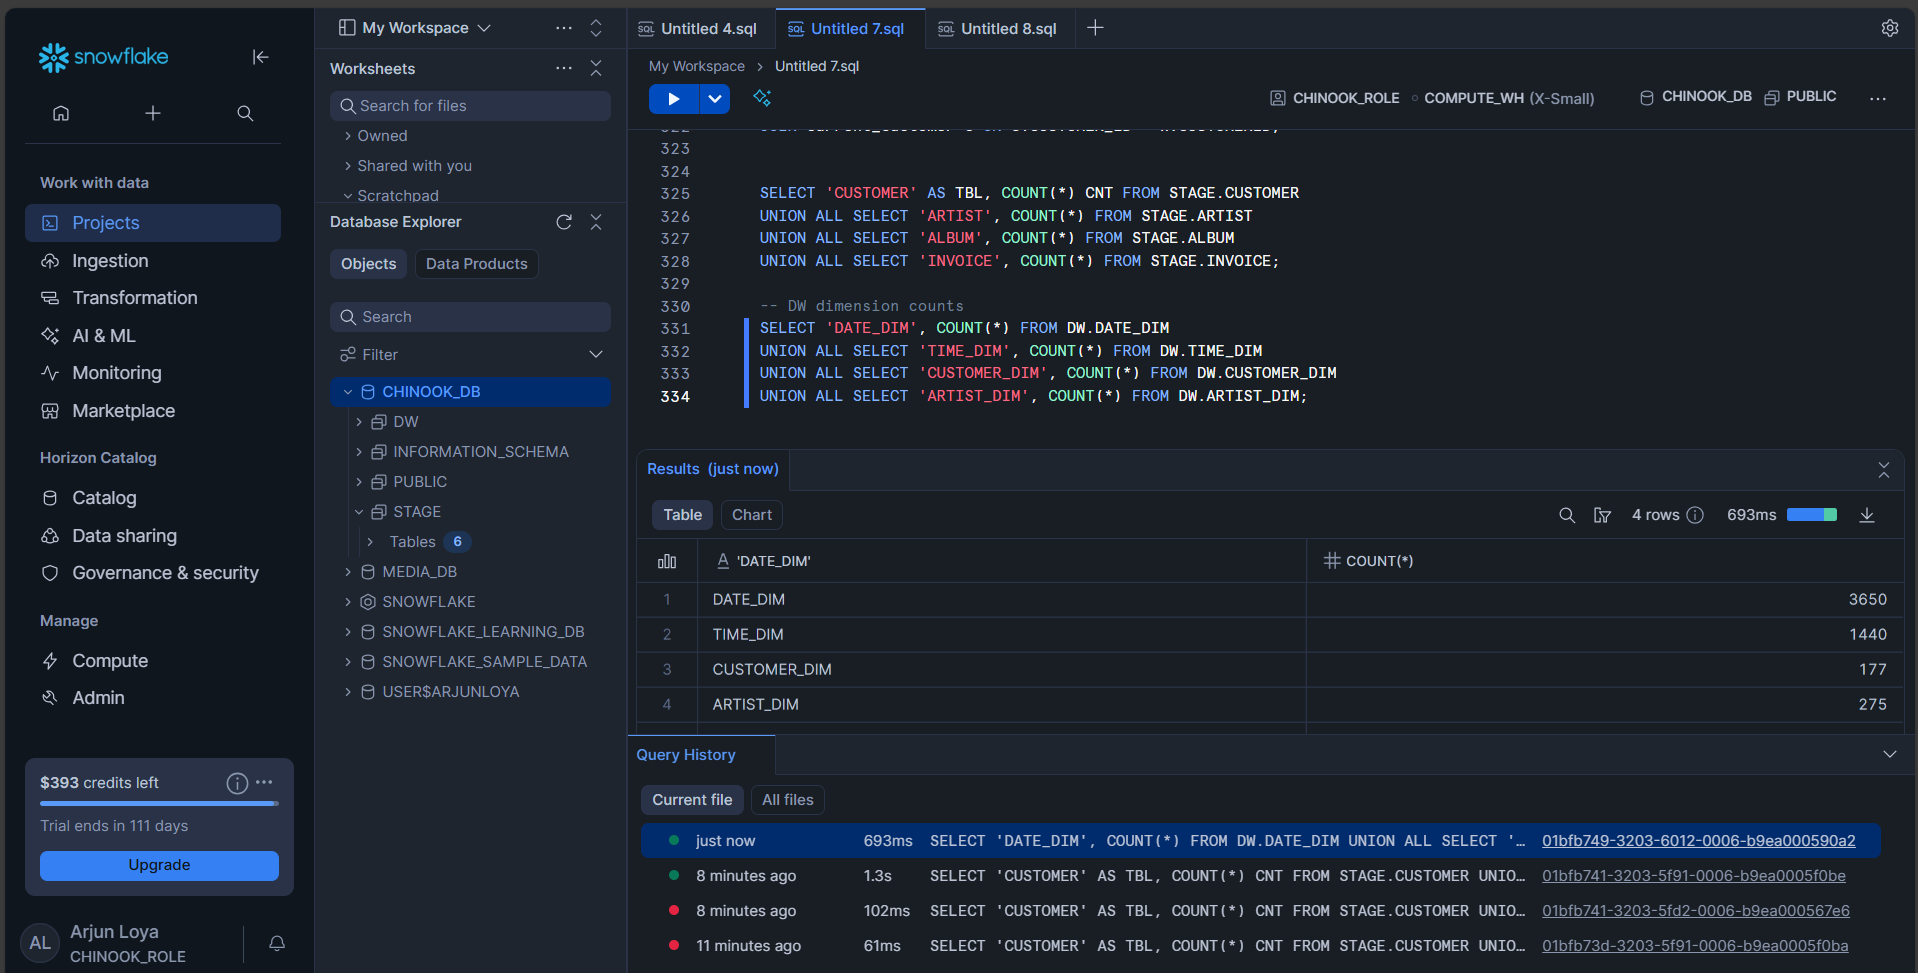 snowflake
Work with data
Projects
Ingestion
Transformation
AI & ML
Monitoring
Marketplace
Horizon Catalog
Catalog
Data sharing
Governance & security
Manage
Compute
Admin
$393 credits left
Trial ends in 111 days
Upgrade
AL
Arjun Loya
CHINOOK_ROLE
My Workspace
Worksheets
Search for files
Owned
Shared with you
Scratchpad
Database Explorer
Objects
Data Products
Search
Filter
CHINOOK_DB
DW
INFORMATION_SCHEMA
PUBLIC
STAGE
Tables 6
MEDIA_DB
SNOWFLAKE
SNOWFLAKE_LEARNING_DB
SNOWFLAKE_SAMPLE_DATA
USER$ARJUNLOYA
SQL Untitled 4.sql
SQL Untitled 7.sql
SQL Untitled 8.sql
My Workspace > Untitled 7.sql
CHINOOK_ROLE COMPUTE_WH (X-Small) CHINOOK_DB PUBLIC
323
324
325 SELECT 'CUSTOMER' AS TBL, COUNT(*) CNT FROM STAGE.CUSTOMER
326 UNION ALL SELECT 'ARTIST', COUNT(*) FROM STAGE.ARTIST
327 UNION ALL SELECT 'ALBUM', COUNT(*) FROM STAGE.ALBUM
328 UNION ALL SELECT 'INVOICE', COUNT(*) FROM STAGE.INVOICE;
329
330 -- DW dimension counts
331 SELECT 'DATE_DIM', COUNT(*) FROM DW.DATE_DIM
332 UNION ALL SELECT 'TIME_DIM', COUNT(*) FROM DW.TIME_DIM
333 UNION ALL SELECT 'CUSTOMER_DIM', COUNT(*) FROM DW.CUSTOMER_DIM
334 UNION ALL SELECT 'ARTIST_DIM', COUNT(*) FROM DW.ARTIST_DIM;
Results (just now)
Table Chart 4 rows 693ms
A 'DATE_DIM' # COUNT(*)
1 DATE_DIM 3650
2 TIME_DIM 1440
3 CUSTOMER_DIM 177
4 ARTIST_DIM 275
Query History
Current file All files
just now 693ms SELECT 'DATE_DIM', COUNT(*) FROM DW.DATE_DIM UNION ALL SELECT '... 01bfb749-3203-6012-0006-b9ea000590a2
8 minutes ago 1.3s SELECT 'CUSTOMER' AS TBL, COUNT(*) CNT FROM STAGE.CUSTOMER UNIO... 01bfb741-3203-5f91-0006-b9ea0005f0be
8 minutes ago 102ms SELECT 'CUSTOMER' AS TBL, COUNT(*) CNT FROM STAGE.CUSTOMER UNIO... 01bfb741-3203-5fd2-0006-b9ea000567e6
11 minutes ago 61ms SELECT 'CUSTOMER' AS TBL, COUNT(*) CNT FROM STAGE.CUSTOMER UNIO... 01bfb73d-3203-5f91-0006-b9ea0005f0ba